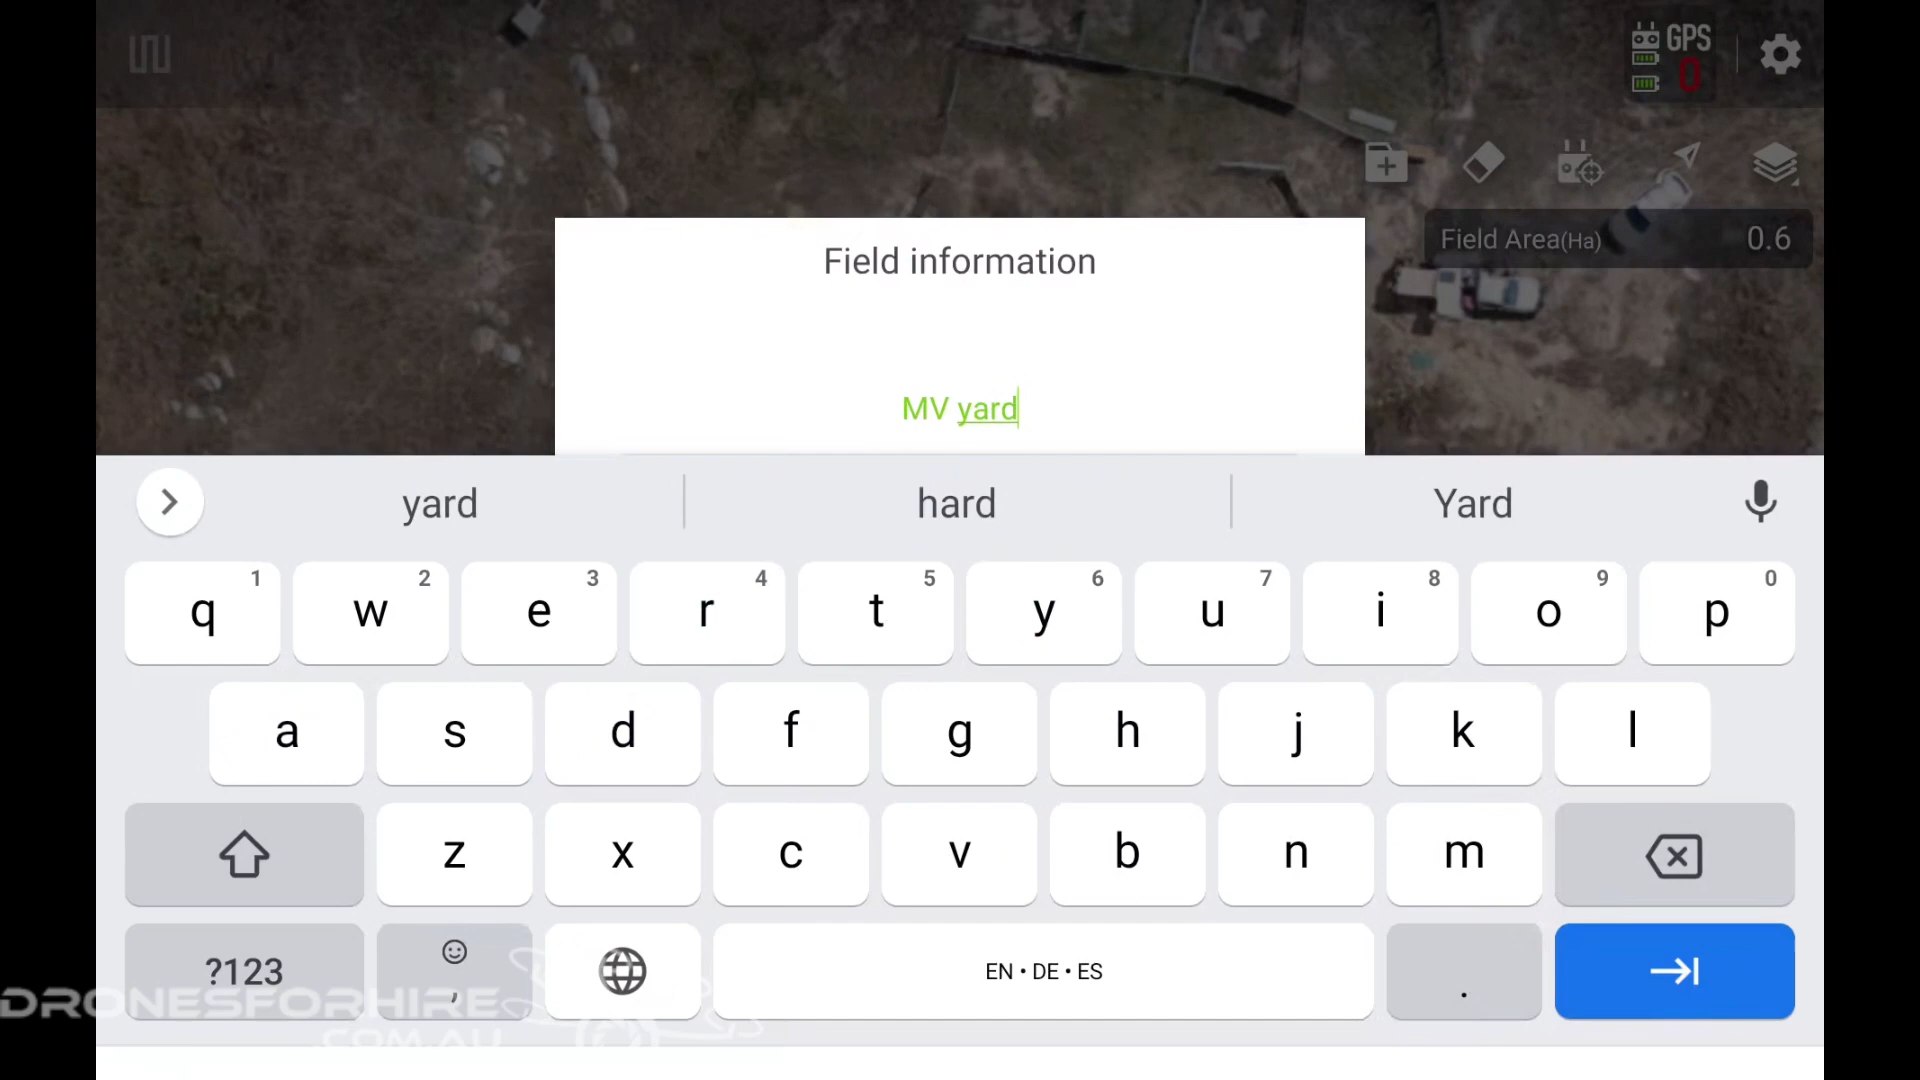 GPS
0
Field Area(Ha) 0.6
Field information
MV yard
yard hard Yard
q 1 w 2 e 3 r 4 t 5 y 6 u 7 i 8 o 9 p 0
a s d f g h j k l
z x c v b n m
?123 , EN • DE • ES .
DRONESFORHIRE
.COM.AU